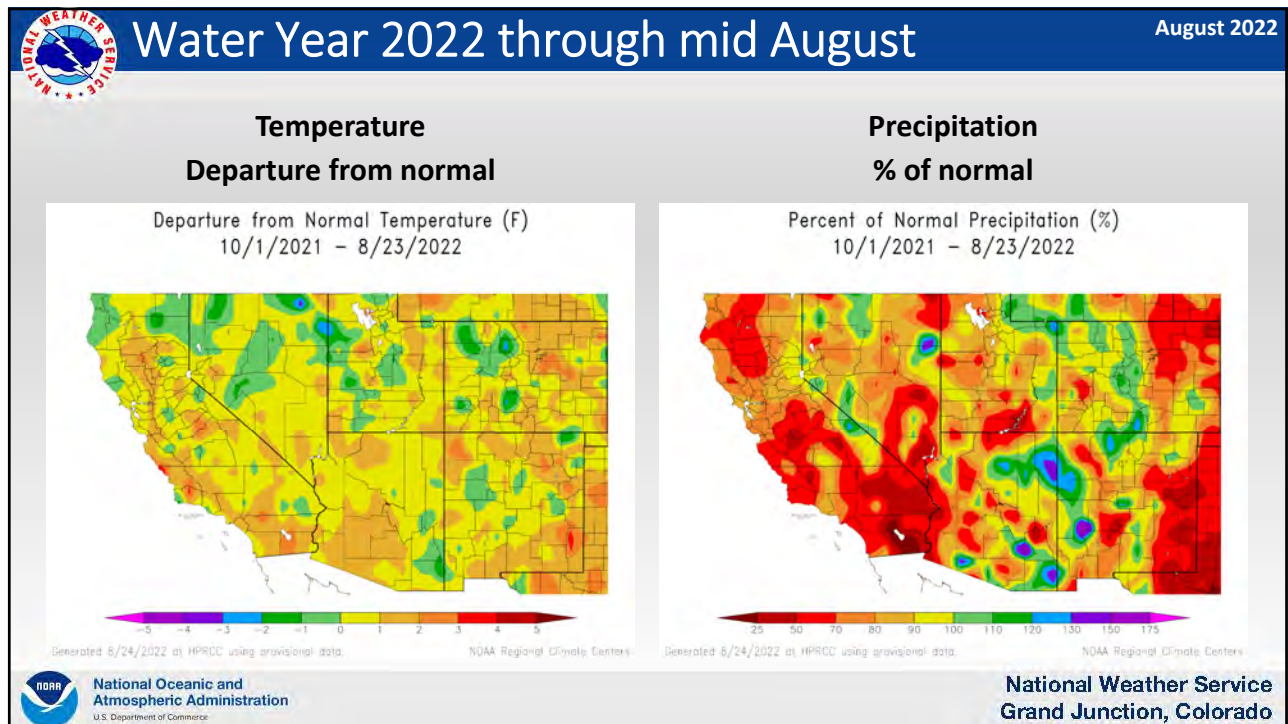 NATIONAL WEATHER SERVICE
Water Year 2022 through mid August
August 2022
Temperature
Departure from normal
Departure from Normal Temperature (F)
10/1/2021 – 8/23/2022
-5 -4 -3 -2 -1 0 1 2 3 4 5
Generated 8/24/2022 at HPRCC using provisional data.
NOAA Regional Climate Centers
Precipitation
% of normal
Percent of Normal Precipitation (%)
10/1/2021 – 8/23/2022
25 50 70 80 90 100 110 120 130 150 175
Generated 8/24/2022 at HPRCC using provisional data.
NOAA Regional Climate Centers
NOAA
National Oceanic and
Atmospheric Administration
U.S. Department of Commerce
National Weather Service
Grand Junction, Colorado